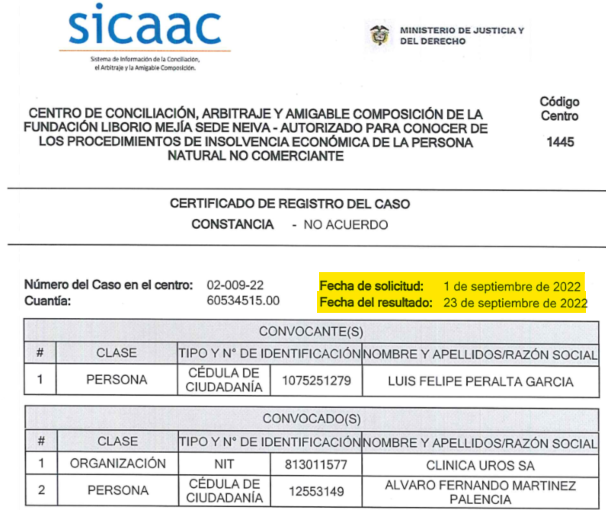 sicaac
Sistema de Información de la Conciliación,
el Arbitraje y la Amigable Composición.
MINISTERIO DE JUSTICIA Y
DEL DERECHO
CENTRO DE CONCILIACIÓN, ARBITRAJE Y AMIGABLE COMPOSICIÓN DE LA
FUNDACIÓN LIBORIO MEJÍA SEDE NEIVA - AUTORIZADO PARA CONOCER DE
LOS PROCEDIMIENTOS DE INSOLVENCIA ECONÓMICA DE LA PERSONA
NATURAL NO COMERCIANTE
Código
Centro
1445
CERTIFICADO DE REGISTRO DEL CASO
CONSTANCIA - NO ACUERDO
Número del Caso en el centro: 02-009-22 Fecha de solicitud: 1 de septiembre de 2022
Cuantía: 60534515.00 Fecha del resultado: 23 de septiembre de 2022
CONVOCANTE(S)
# CLASE TIPO Y N° DE IDENTIFICACIÓN NOMBRE Y APELLIDOS/RAZÓN SOCIAL
1 PERSONA CÉDULA DE CIUDADANÍA 1075251279 LUIS FELIPE PERALTA GARCIA
CONVOCADO(S)
# CLASE TIPO Y N° DE IDENTIFICACIÓN NOMBRE Y APELLIDOS/RAZÓN SOCIAL
1 ORGANIZACIÓN NIT 813011577 CLINICA UROS SA
2 PERSONA CÉDULA DE CIUDADANÍA 12553149 ALVARO FERNANDO MARTINEZ PALENCIA